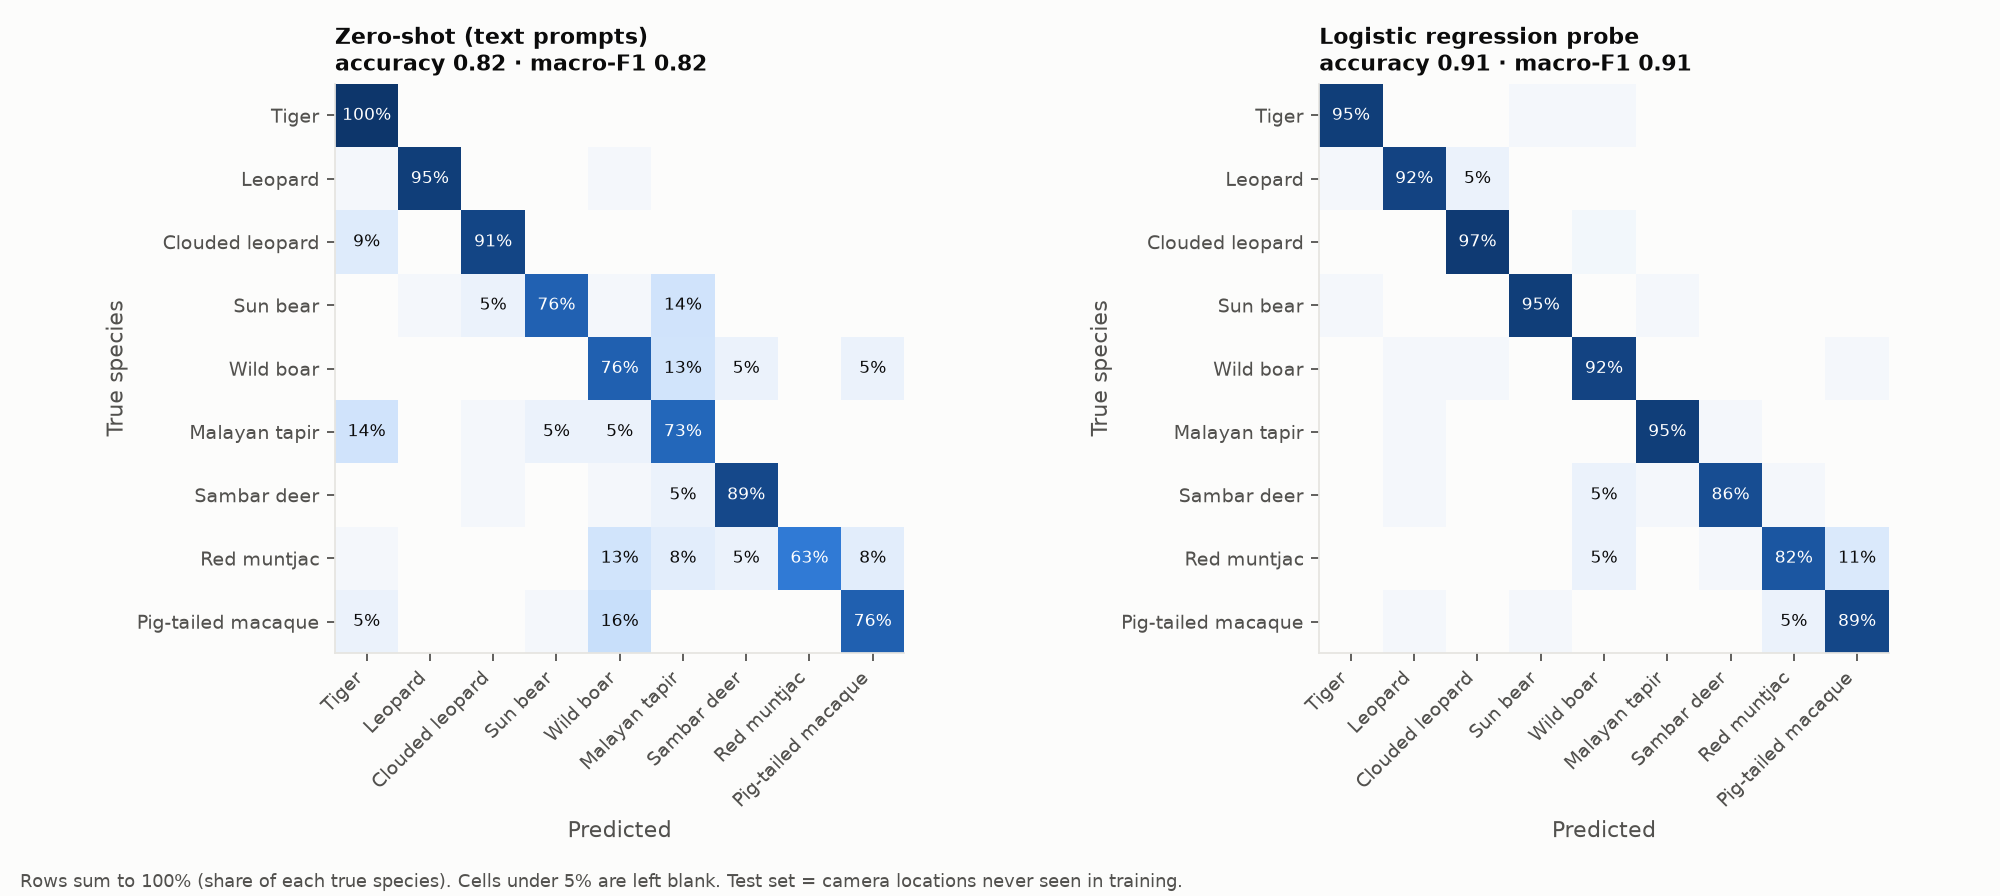 Zero-shot (text prompts)
accuracy 0.82 · macro-F1 0.82
True species
Tiger 100%
Leopard 95%
Clouded leopard 9% 91%
Sun bear 5% 76% 14%
Wild boar 76% 13% 5% 5%
Malayan tapir 14% 5% 5% 73%
Sambar deer 5% 89%
Red muntjac 13% 8% 5% 63% 8%
Pig-tailed macaque 5% 16% 76%
Tiger
Leopard
Clouded leopard
Sun bear
Wild boar
Malayan tapir
Sambar deer
Red muntjac
Pig-tailed macaque
Predicted
Logistic regression probe
accuracy 0.91 · macro-F1 0.91
True species
Tiger 95%
Leopard 92% 5%
Clouded leopard 97%
Sun bear 95%
Wild boar 92%
Malayan tapir 95%
Sambar deer 5% 86%
Red muntjac 5% 82% 11%
Pig-tailed macaque 5% 89%
Tiger
Leopard
Clouded leopard
Sun bear
Wild boar
Malayan tapir
Sambar deer
Red muntjac
Pig-tailed macaque
Predicted
Rows sum to 100% (share of each true species). Cells under 5% are left blank. Test set = camera locations never seen in training.